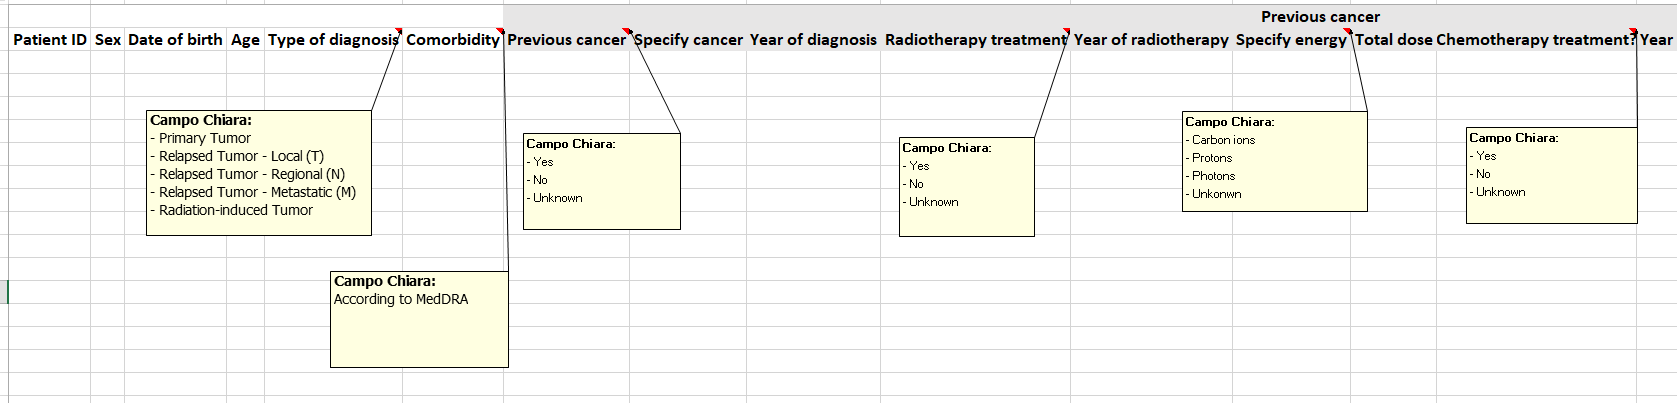 Previous cancer
Patient ID Sex Date of birth Age Type of diagnosis Comorbidity Previous cancer Specify cancer Year of diagnosis Radiotherapy treatment Year of radiotherapy Specify energy Total dose Chemotherapy treatment? Year
Campo Chiara:
- Primary Tumor
- Relapsed Tumor - Local (T)
- Relapsed Tumor - Regional (N)
- Relapsed Tumor - Metastatic (M)
- Radiation-induced Tumor
Campo Chiara:
According to MedDRA
Campo Chiara:
- Yes
- No
- Unknown
Campo Chiara:
- Yes
- No
- Unknown
Campo Chiara:
- Carbon ions
- Protons
- Photons
- Unkonwn
Campo Chiara:
- Yes
- No
- Unknown